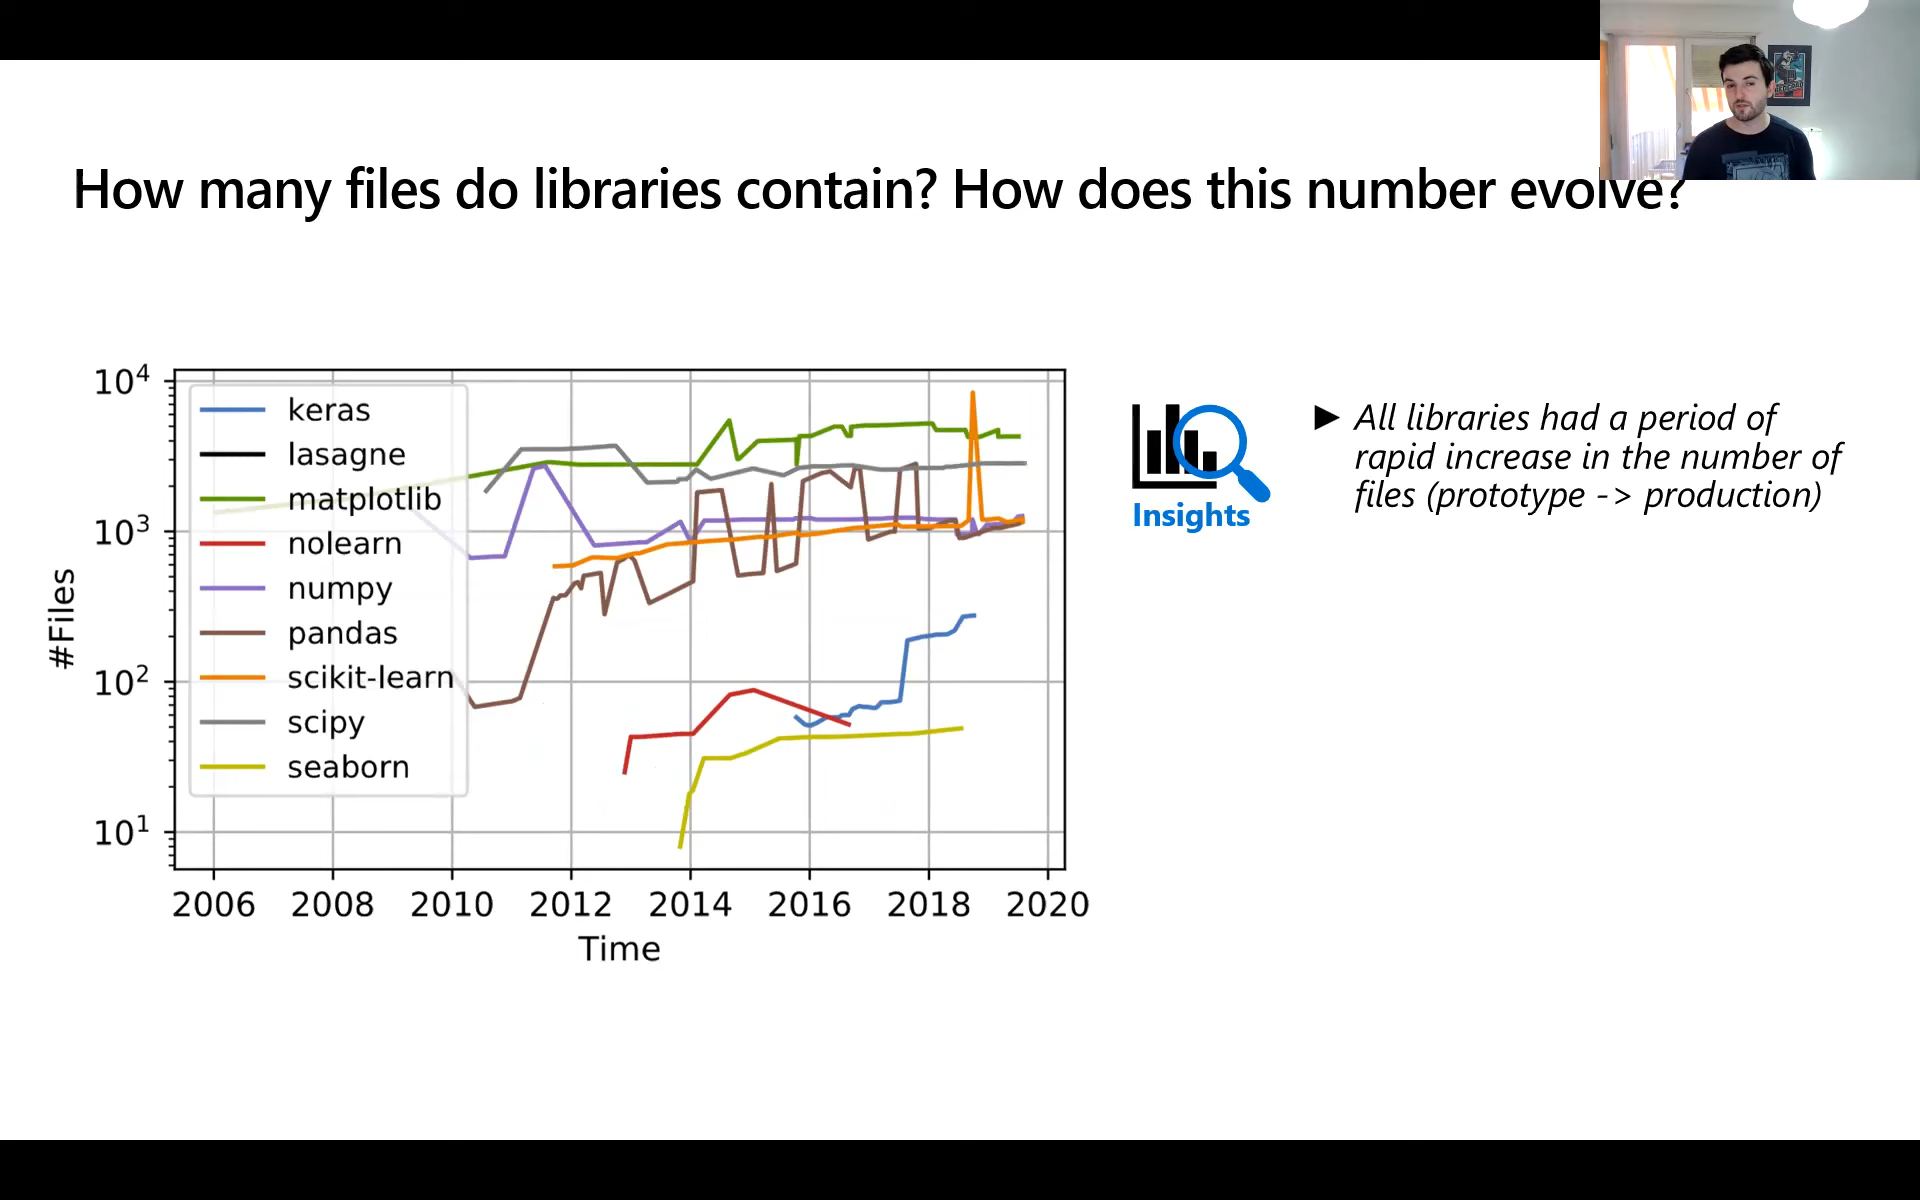 How many files do libraries contain? How does this number evolve?
10⁴
10³
10²
10¹
#Files
keras
lasagne
matplotlib
nolearn
numpy
pandas
scikit-learn
scipy
seaborn
2006 2008 2010 2012 2014 2016 2018 2020
Time
Insights
► All libraries had a period of
rapid increase in the number of
files (prototype -> production)